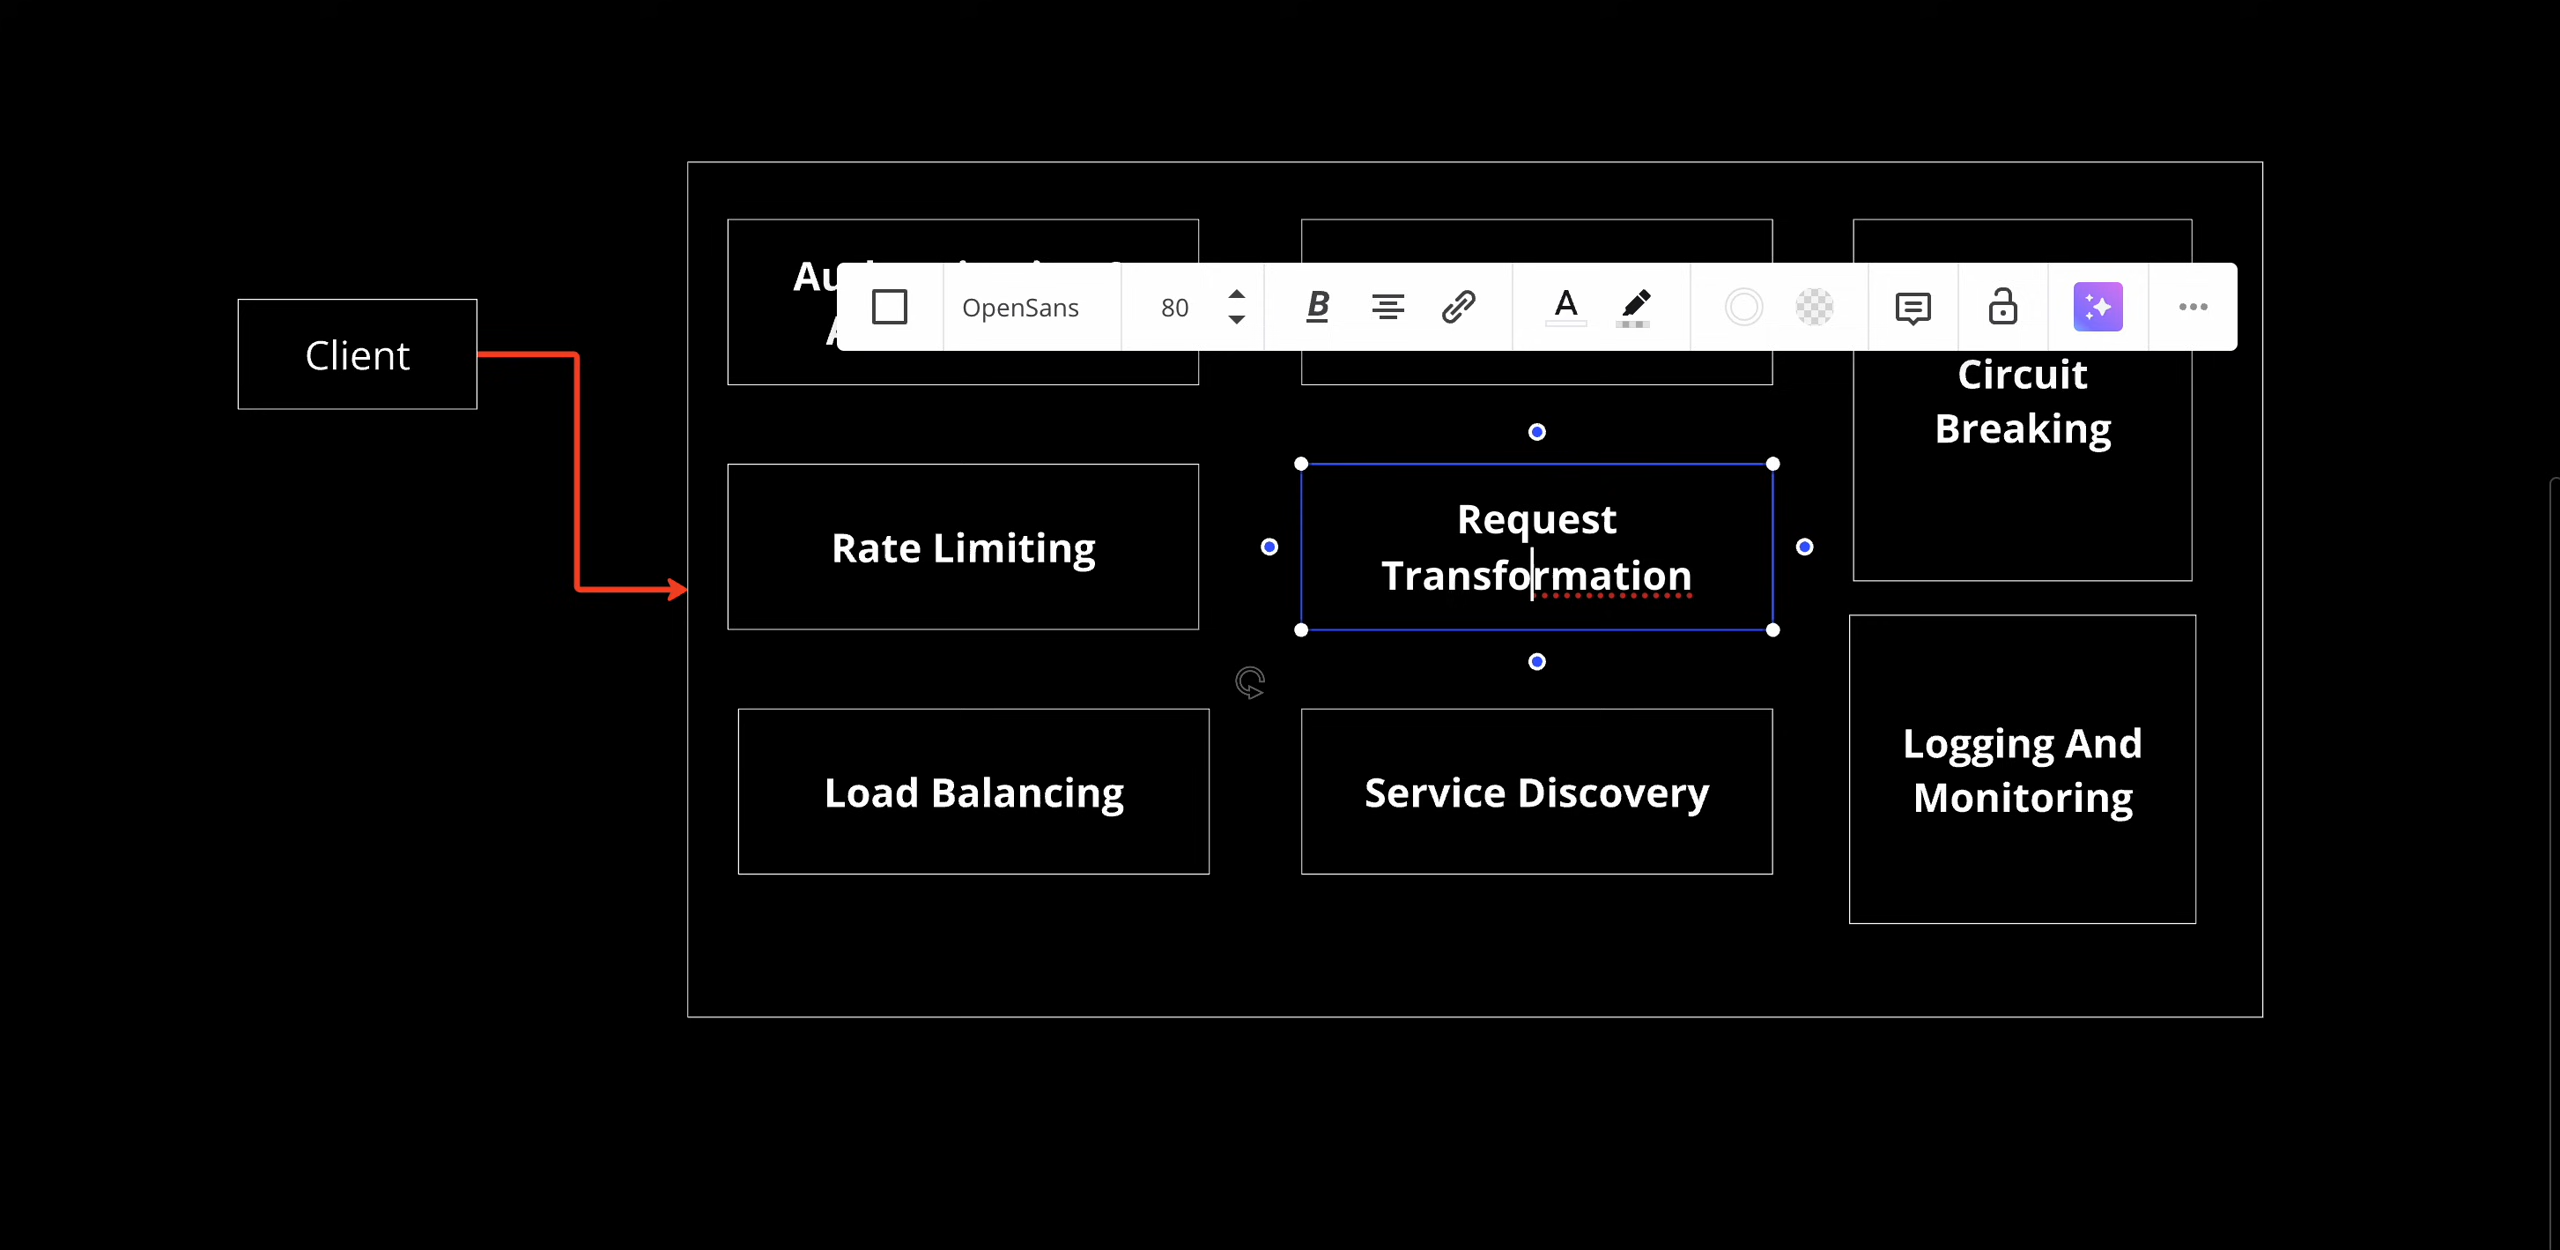 OpenSans
80
B
A
Client
Circuit
Breaking
Rate Limiting
Request
Transformation
Load Balancing
Service Discovery
Logging And
Monitoring